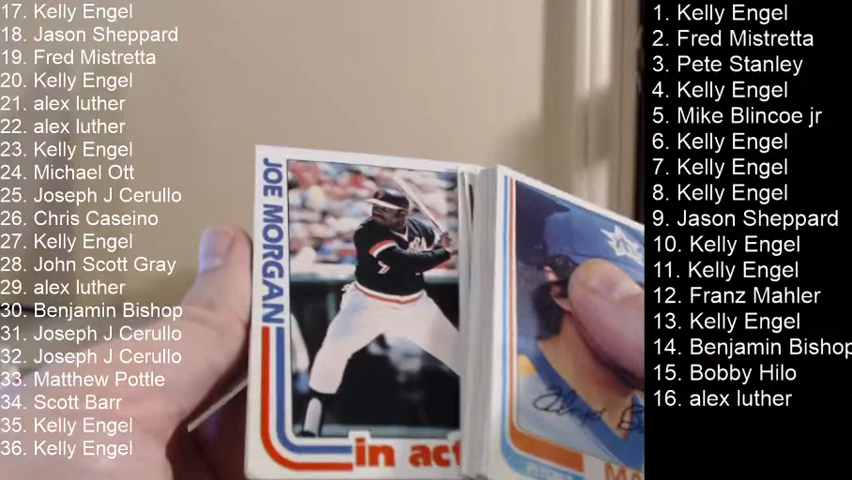 17. Kelly Engel
18. Jason Sheppard
19. Fred Mistretta
20. Kelly Engel
21. alex luther
22. alex luther
23. Kelly Engel
24. Michael Ott
25. Joseph J Cerullo
26. Chris Caseino
27. Kelly Engel
28. John Scott Gray
29. alex luther
30. Benjamin Bishop
31. Joseph J Cerullo
32. Joseph J Cerullo
33. Matthew Pottle
34. Scott Barr
35. Kelly Engel
36. Kelly Engel
JOE MORGAN
in act
MA
1. Kelly Engel
2. Fred Mistretta
3. Pete Stanley
4. Kelly Engel
5. Mike Blincoe jr
6. Kelly Engel
7. Kelly Engel
8. Kelly Engel
9. Jason Sheppard
10. Kelly Engel
11. Kelly Engel
12. Franz Mahler
13. Kelly Engel
14. Benjamin Bishop
15. Bobby Hilo
16. alex luther